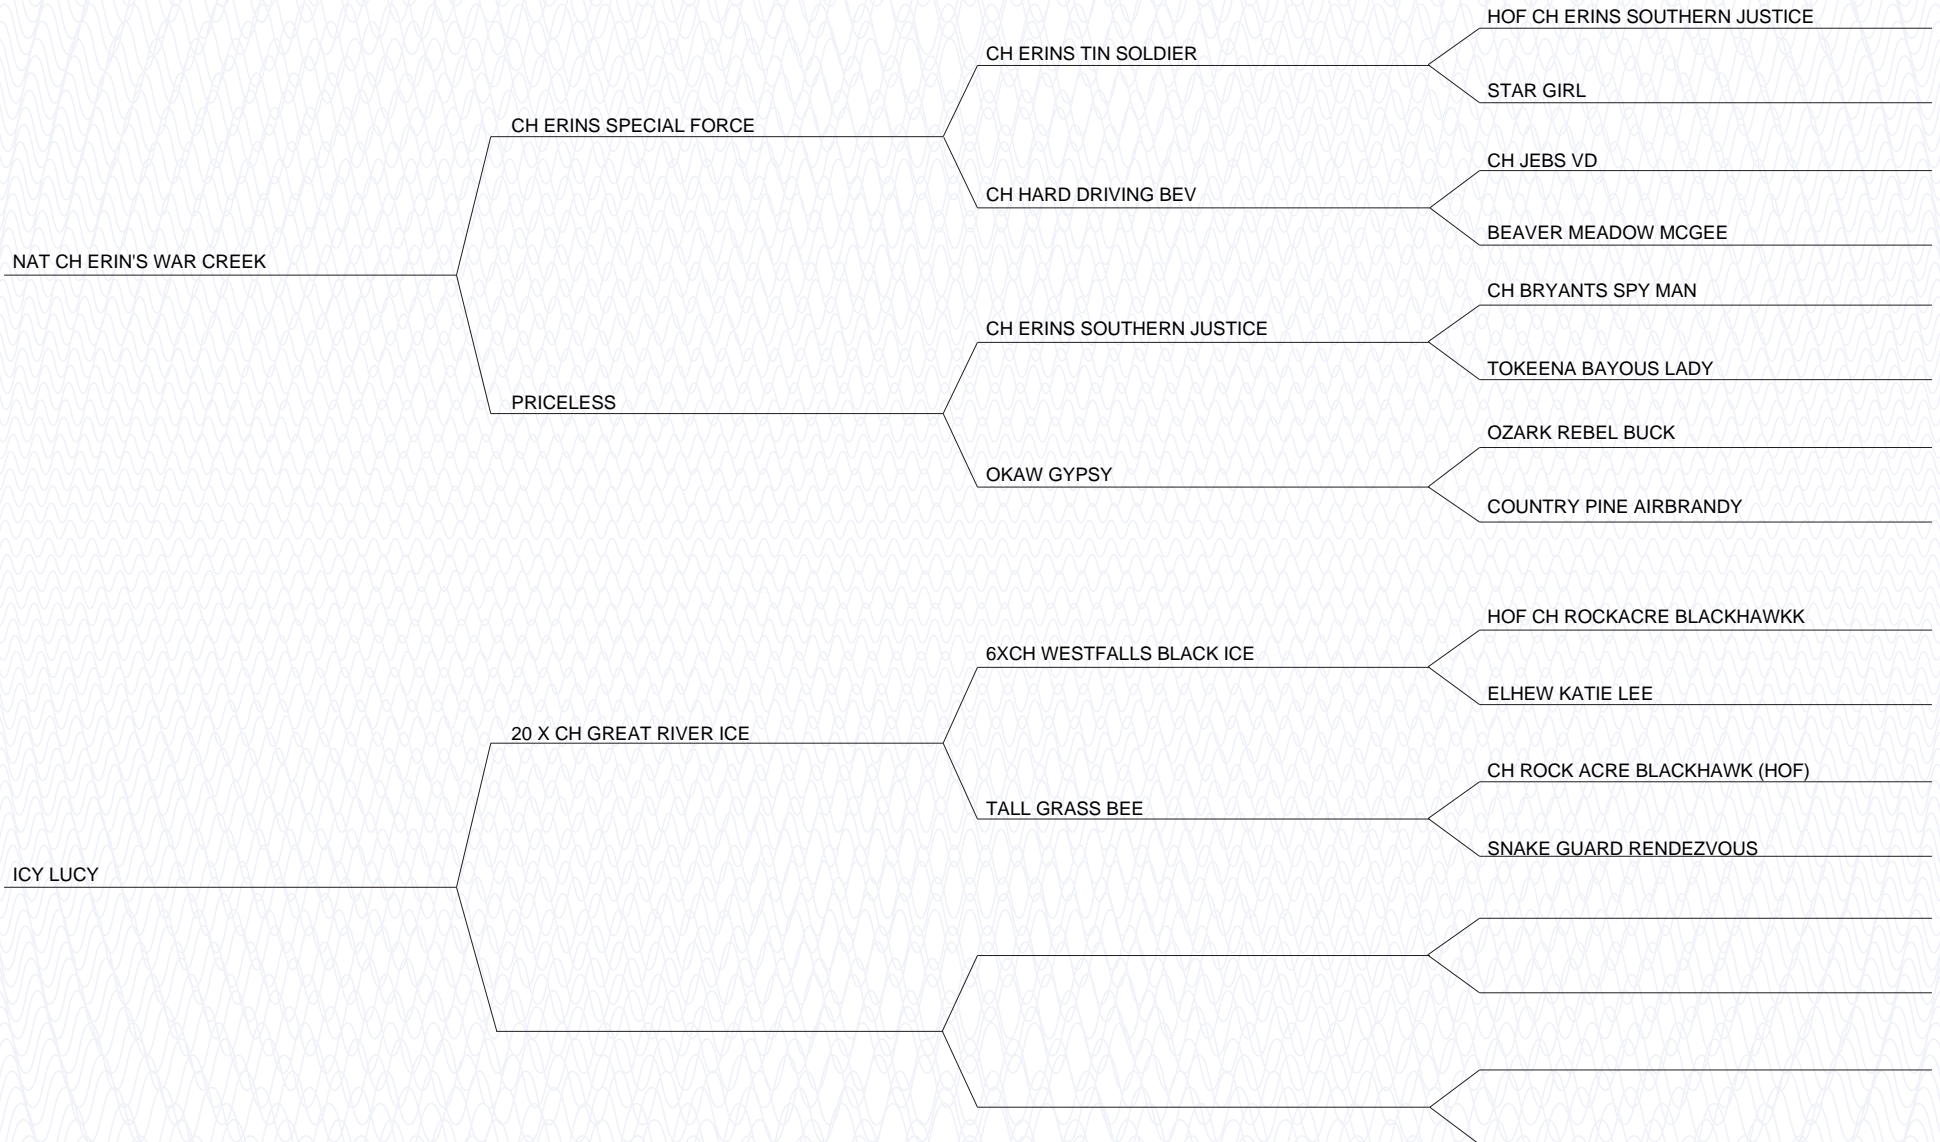 HOF CH ERINS SOUTHERN JUSTICE
CH ERINS TIN SOLDIER
STAR GIRL
CH ERINS SPECIAL FORCE
CH JEBS VD
CH HARD DRIVING BEV
BEAVER MEADOW MCGEE
NAT CH ERIN'S WAR CREEK
CH BRYANTS SPY MAN
CH ERINS SOUTHERN JUSTICE
TOKEENA BAYOUS LADY
PRICELESS
OZARK REBEL BUCK
OKAW GYPSY
COUNTRY PINE AIRBRANDY
HOF CH ROCKACRE BLACKHAWKK
6XCH WESTFALLS BLACK ICE
ELHEW KATIE LEE
20 X CH GREAT RIVER ICE
CH ROCK ACRE BLACKHAWK (HOF)
TALL GRASS BEE
SNAKE GUARD RENDEZVOUS
ICY LUCY